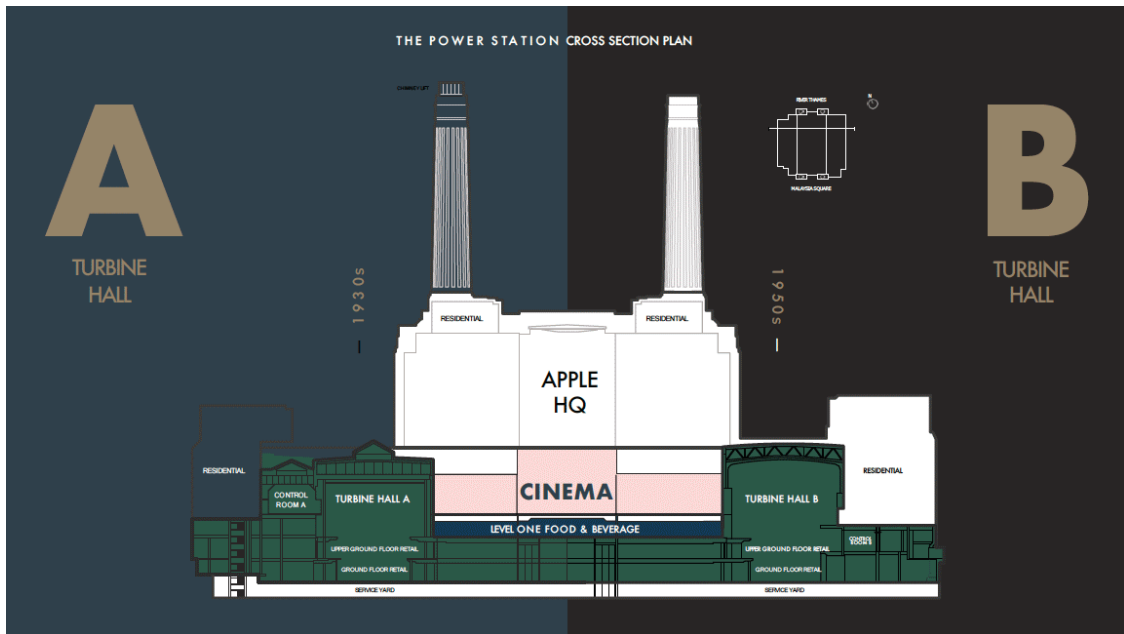 THE POWER STATION CROSS SECTION PLAN
CHIMNEY LIFT
A
TURBINE
HALL
1930s
RIVER THAMES
MALAYSIA SQUARE
B
TURBINE
HALL
1950s
RESIDENTIAL
RESIDENTIAL
APPLE
HQ
RESIDENTIAL
CONTROL
ROOM A
TURBINE HALL A
CINEMA
TURBINE HALL B
RESIDENTIAL
LEVEL ONE FOOD & BEVERAGE
CONTROL
ROOM B
UPPER GROUND FLOOR RETAIL
UPPER GROUND FLOOR RETAIL
GROUND FLOOR RETAIL
GROUND FLOOR RETAIL
SERVICE YARD
SERVICE YARD